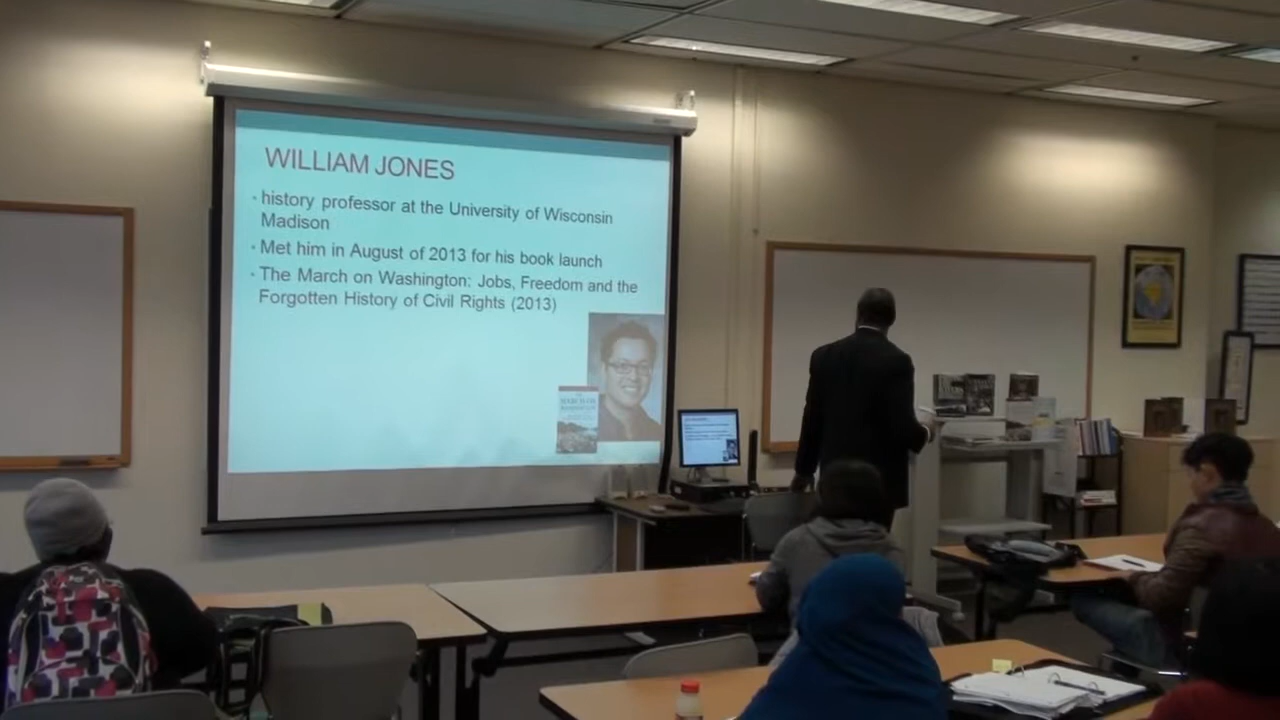 WILLIAM JONES
• history professor at the University of Wisconsin
Madison
• Met him in August of 2013 for his book launch
• The March on Washington: Jobs, Freedom and the
Forgotten History of Civil Rights (2013)